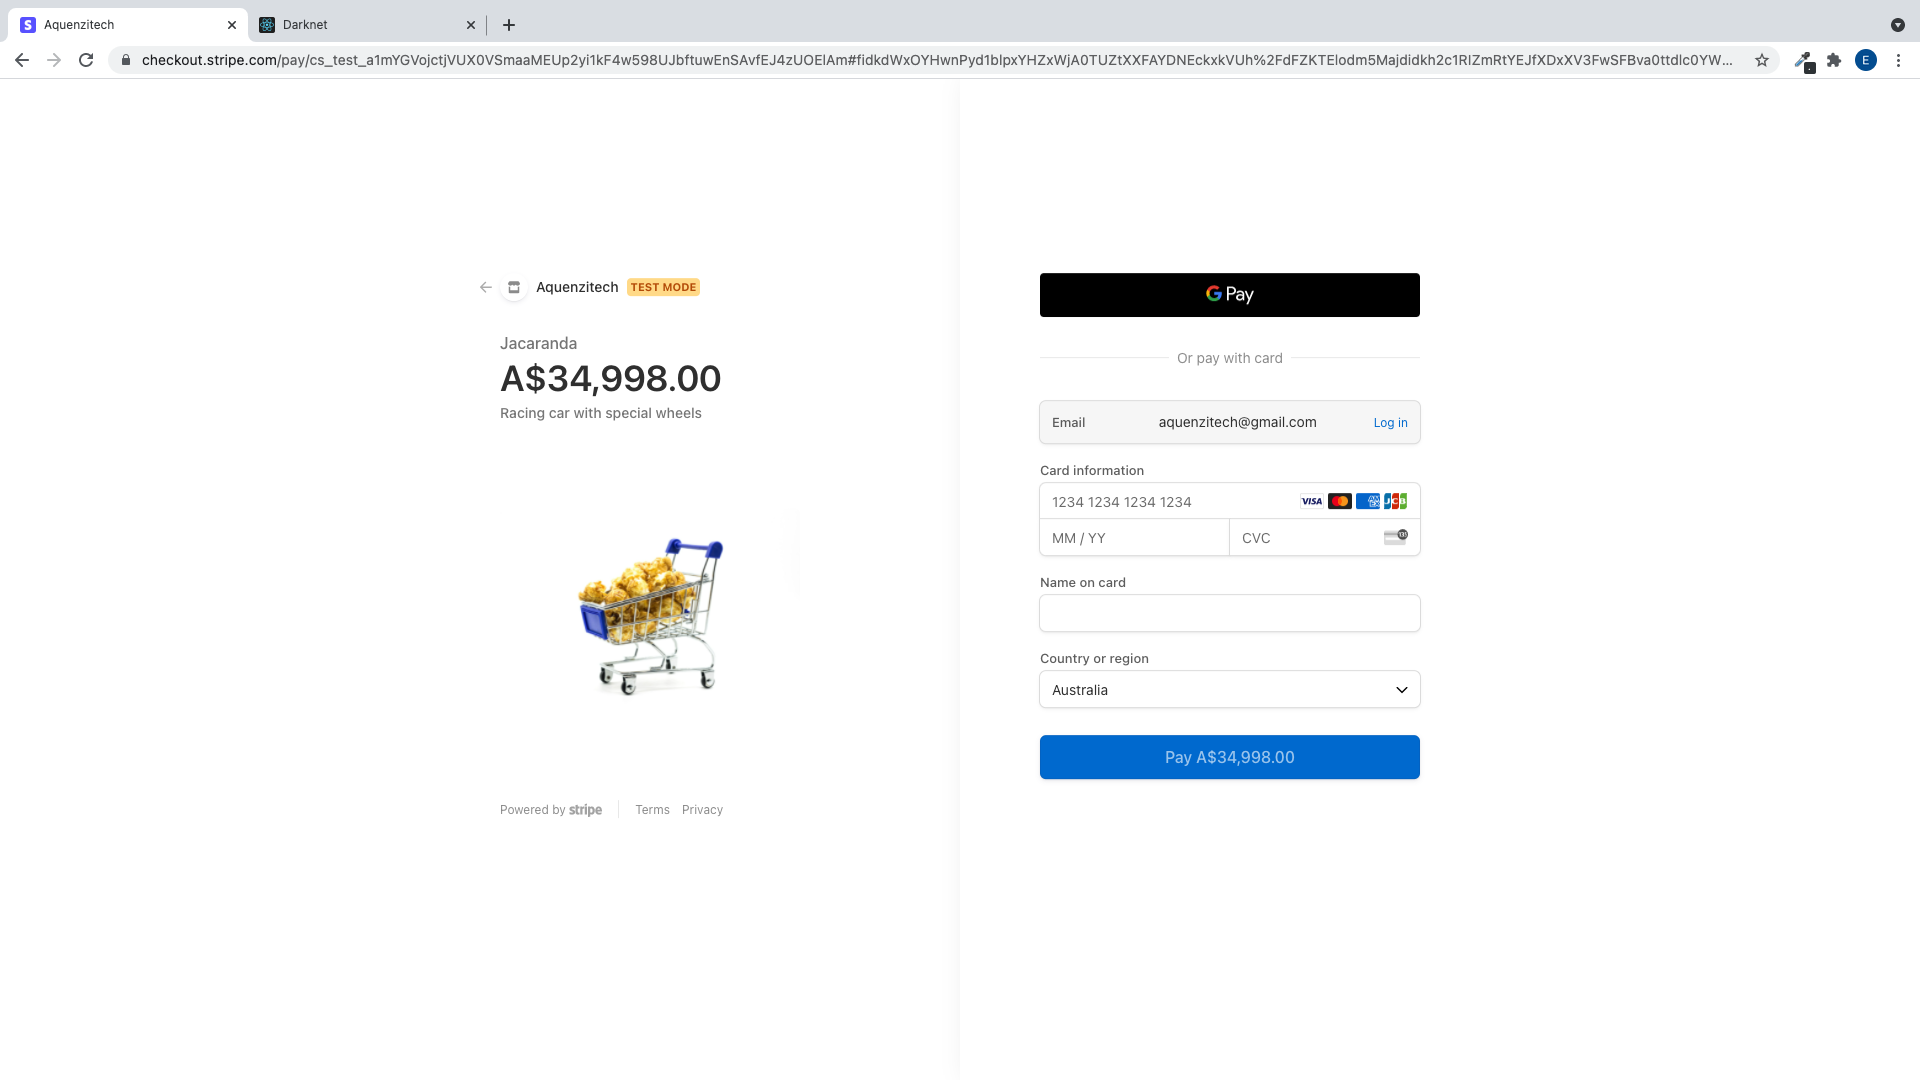 Aquenzitech
Darknet
checkout.stripe.com/pay/cs_test_a1mYGVojctjVUX0VSmaaMEUp2yi1kF4w598UJbftuwEnSAvfEJ4zUOElAm#fidkdWxOYHwnPyd1blpxYHZxWjA0TUZtXXFAYDNEckxkVUh%2FdFZKTElodm5Majdidkh2c1RIZmRtYEJfXDxXV3FwSFBva0ttdlc0YW...
E
Aquenzitech TEST MODE
Jacaranda
A$34,998.00
Racing car with special wheels
Powered by stripe
Terms Privacy
G Pay
Or pay with card
Email aquenzitech@gmail.com Log in
Card information
1234 1234 1234 1234 VISA
MM / YY CVC
Name on card
Country or region
Australia
Pay A$34,998.00